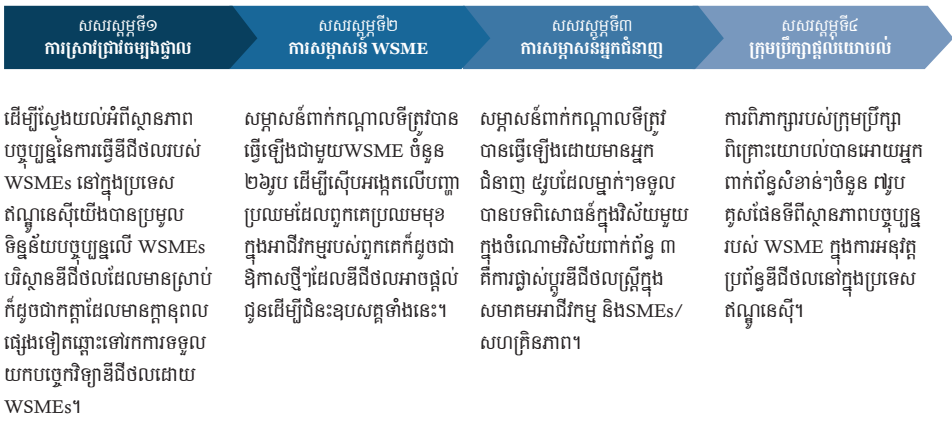 សសរស្តម្ភទី១
ការស្រាវជ្រាវចម្បងផ្ទាល
សសរស្តម្ភទី២
ការសម្ភាសន៍ WSME
សសរស្តម្ភទី៣
ការសម្ភាសន៍អ្នកជំនាញ
សសរស្តម្ភទី៤
ក្រុមប្រឹក្សាផ្តល់យោបល់
ដើម្បីស្វែងយល់អំពីស្ថានភាព
បច្ចុប្បន្ននៃការធ្វើឌីជីថលរបស់
WSMEs នៅក្នុងប្រទេស
ឥណ្ឌូនេស៊ីយើងបានប្រមូល
ទិន្នន័យបច្ចុប្បន្នលើ WSMEs
បរិស្ថានឌីជីថលដែលមានស្រាប់
ក៏ដូចជាកត្តាដែលមានក្តានុពល
ផ្សេងទៀតឆ្ពោះទៅរកការទទួល
យកបច្ចេកវិទ្យាឌីជីថលដោយ
WSMEs។
សម្ភាសន៍ពាក់កណ្តាលទីត្រូវបាន
ធ្វើឡើងជាមួយWSME ចំនួន
២៦រូប ដើម្បីស៊ើបអង្កេតលើបញ្ហា
ប្រឈមដែលពួកគេប្រឈមមុខ
ក្នុងអាជីវកម្មរបស់ពួកគេក៏ដូចជា
ឱកាសថ្មីៗដែលឌីជីថលអាចផ្តល់
ជូនដើម្បីជំនះឧបសគ្គទាំងនេះ។
សម្ភាសន៍ពាក់កណ្តាលទីត្រូវ
បានធ្វើឡើងដោយមានអ្នក
ជំនាញ ៥រូបដែលម្នាក់ៗទទួល
បានបទពិសោធន៍ក្នុងវិស័យមួយ
ក្នុងចំណោមវិស័យពាក់ព័ន្ធ ៣
គឺការផ្លាស់ប្តូរឌីជីថលស្ត្រីក្នុង
សមាគមអាជីវកម្ម និងSMEs/
សហគ្រិនភាព។
ការពិភាក្សារបស់ក្រុមប្រឹក្សា
ពិគ្រោះយោបល់បានអោយអ្នក
ពាក់ព័ន្ធសំខាន់ៗចំនួន ៧រូប
គូសផែនទីពីស្ថានភាពបច្ចុប្បន្ន
របស់ WSME ក្នុងការអនុវត្ត
ប្រព័ន្ធឌីជីថលនៅក្នុងប្រទេស
ឥណ្ឌូនេស៊ី។